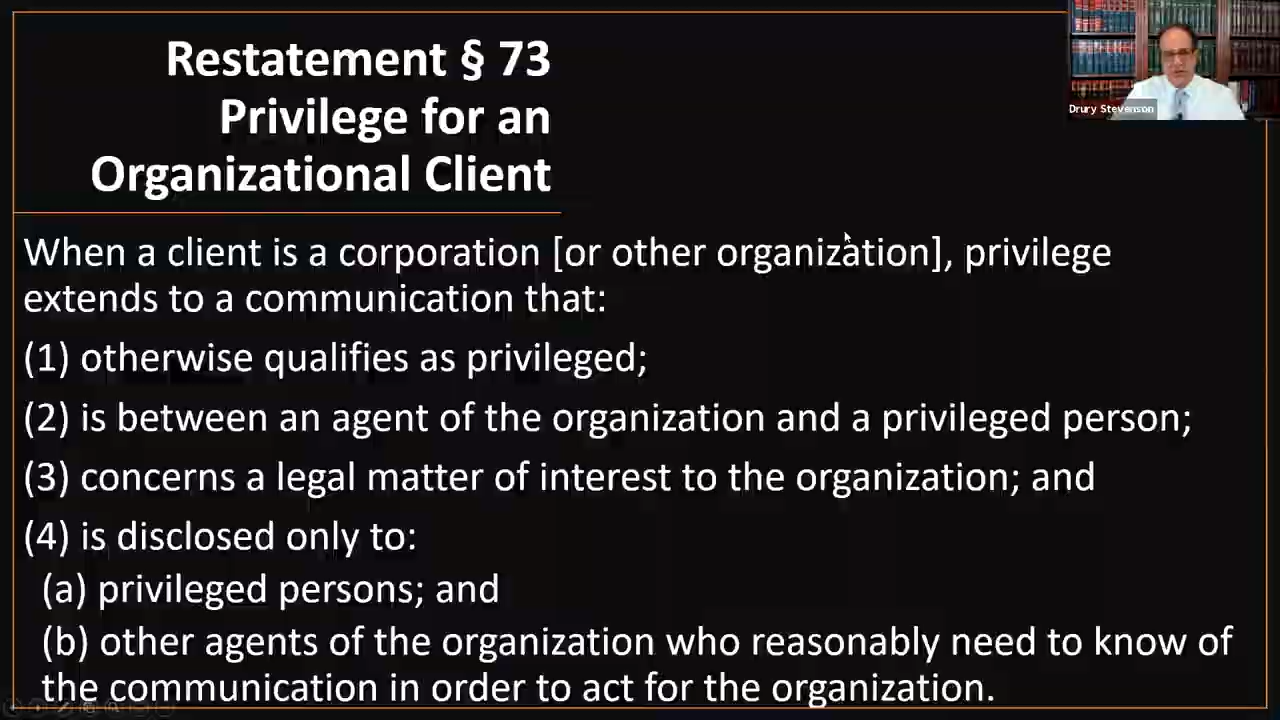 Restatement § 73
Privilege for an
Organizational Client
Drury Stevenson
When a client is a corporation [or other organization], privilege
extends to a communication that:
(1) otherwise qualifies as privileged;
(2) is between an agent of the organization and a privileged person;
(3) concerns a legal matter of interest to the organization; and
(4) is disclosed only to:
(a) privileged persons; and
(b) other agents of the organization who reasonably need to know of
the communication in order to act for the organization.